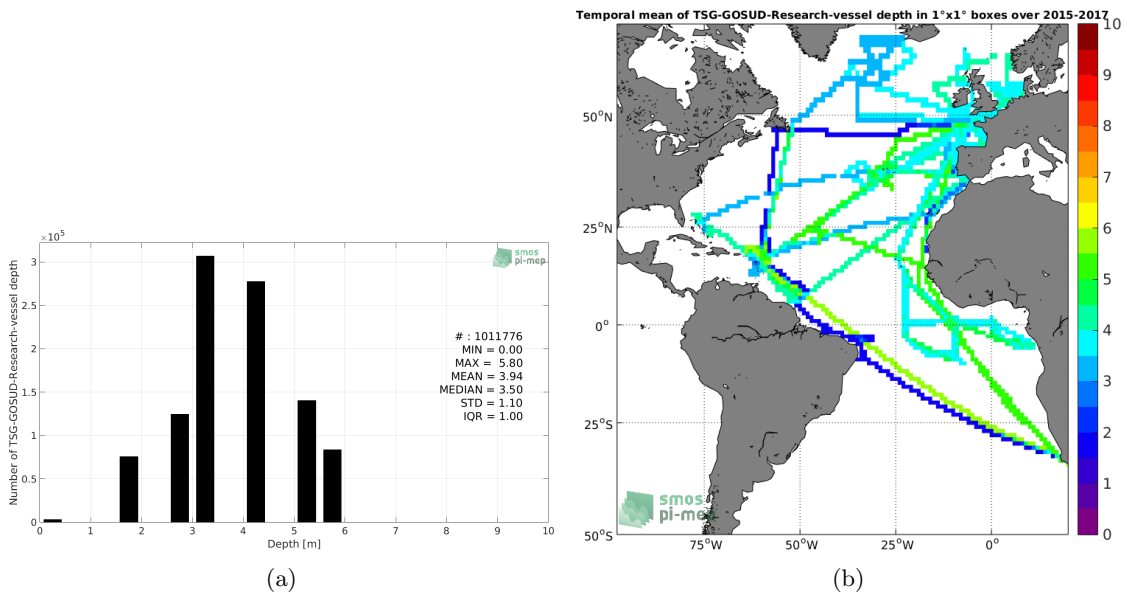 ×10⁵
3
2.5
2
1.5
1
0.5
0
0 1 2 3 4 5 6 7 8 9 10
Number of TSG-GOSUD-Research-vessel depth
Depth [m]
smos
pi-mep
# : 1011776
MIN = 0.00
MAX = 5.80
MEAN = 3.94
MEDIAN = 3.50
STD = 1.10
IQR = 1.00
(a)
Temporal mean of TSG-GOSUD-Research-vessel depth in 1°x1° boxes over 2015-2017
50°N
25°N
0°
25°S
50°S
75°W 50°W 25°W 0°
smos
pi-mep
10
9
8
7
6
5
4
3
2
1
0
(b)